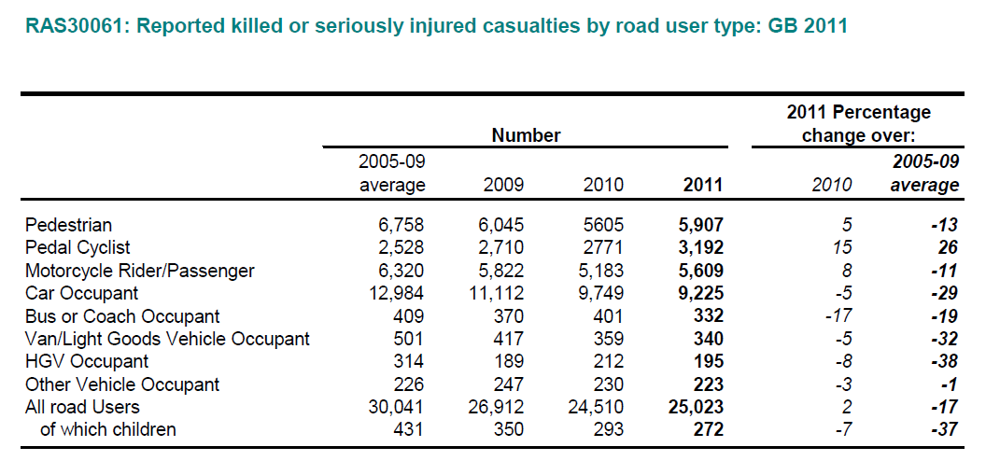 RAS30061: Reported killed or seriously injured casualties by road user type: GB 2011
2011 Percentage
Number change over:
2005-09 2005-09
average 2009 2010 2011 2010 average
Pedestrian 6,758 6,045 5605 5,907 5 -13
Pedal Cyclist 2,528 2,710 2771 3,192 15 26
Motorcycle Rider/Passenger 6,320 5,822 5,183 5,609 8 -11
Car Occupant 12,984 11,112 9,749 9,225 -5 -29
Bus or Coach Occupant 409 370 401 332 -17 -19
Van/Light Goods Vehicle Occupant 501 417 359 340 -5 -32
HGV Occupant 314 189 212 195 -8 -38
Other Vehicle Occupant 226 247 230 223 -3 -1
All road Users 30,041 26,912 24,510 25,023 2 -17
of which children 431 350 293 272 -7 -37